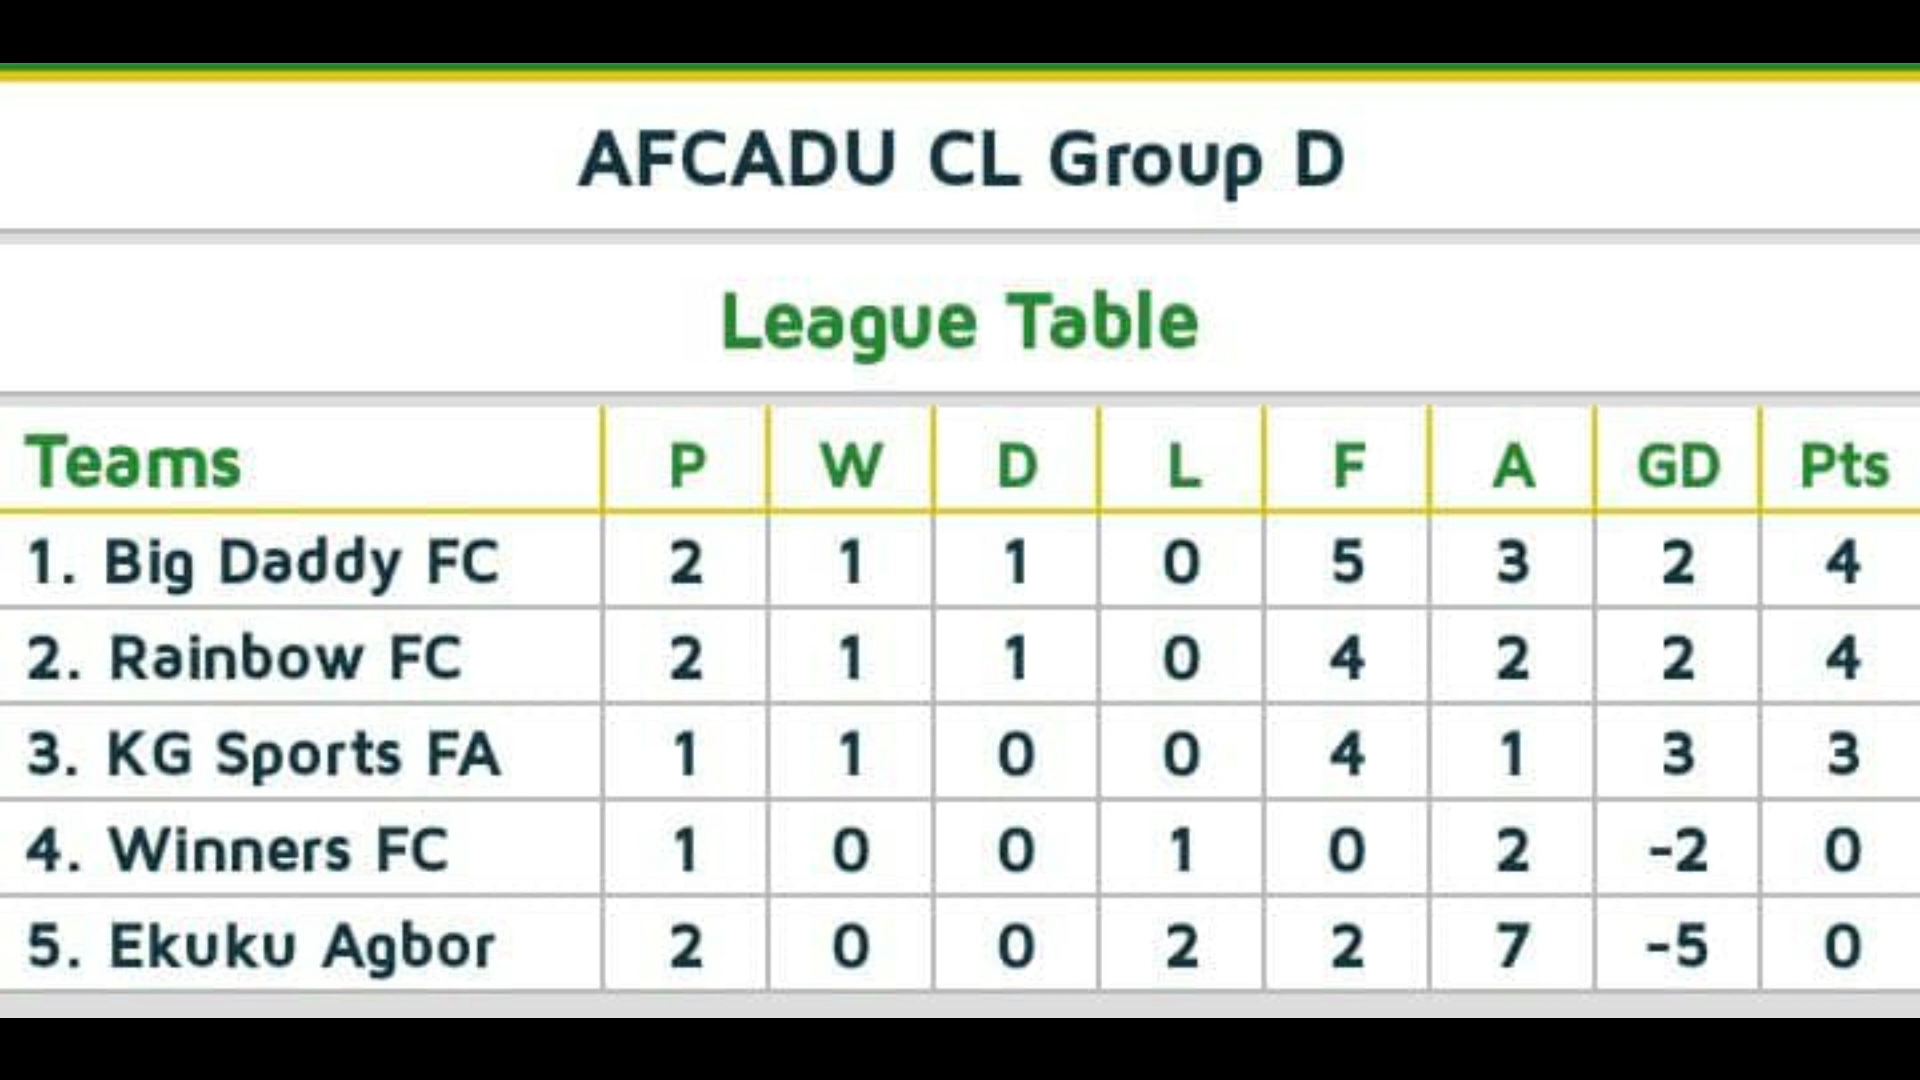 AFCADU CL Group D
League Table
Teams P W D L F A GD Pts
1. Big Daddy FC 2 1 1 0 5 3 2 4
2. Rainbow FC 2 1 1 0 4 2 2 4
3. KG Sports FA 1 1 0 0 4 1 3 3
4. Winners FC 1 0 0 1 0 2 -2 0
5. Ekuku Agbor 2 0 0 2 2 7 -5 0